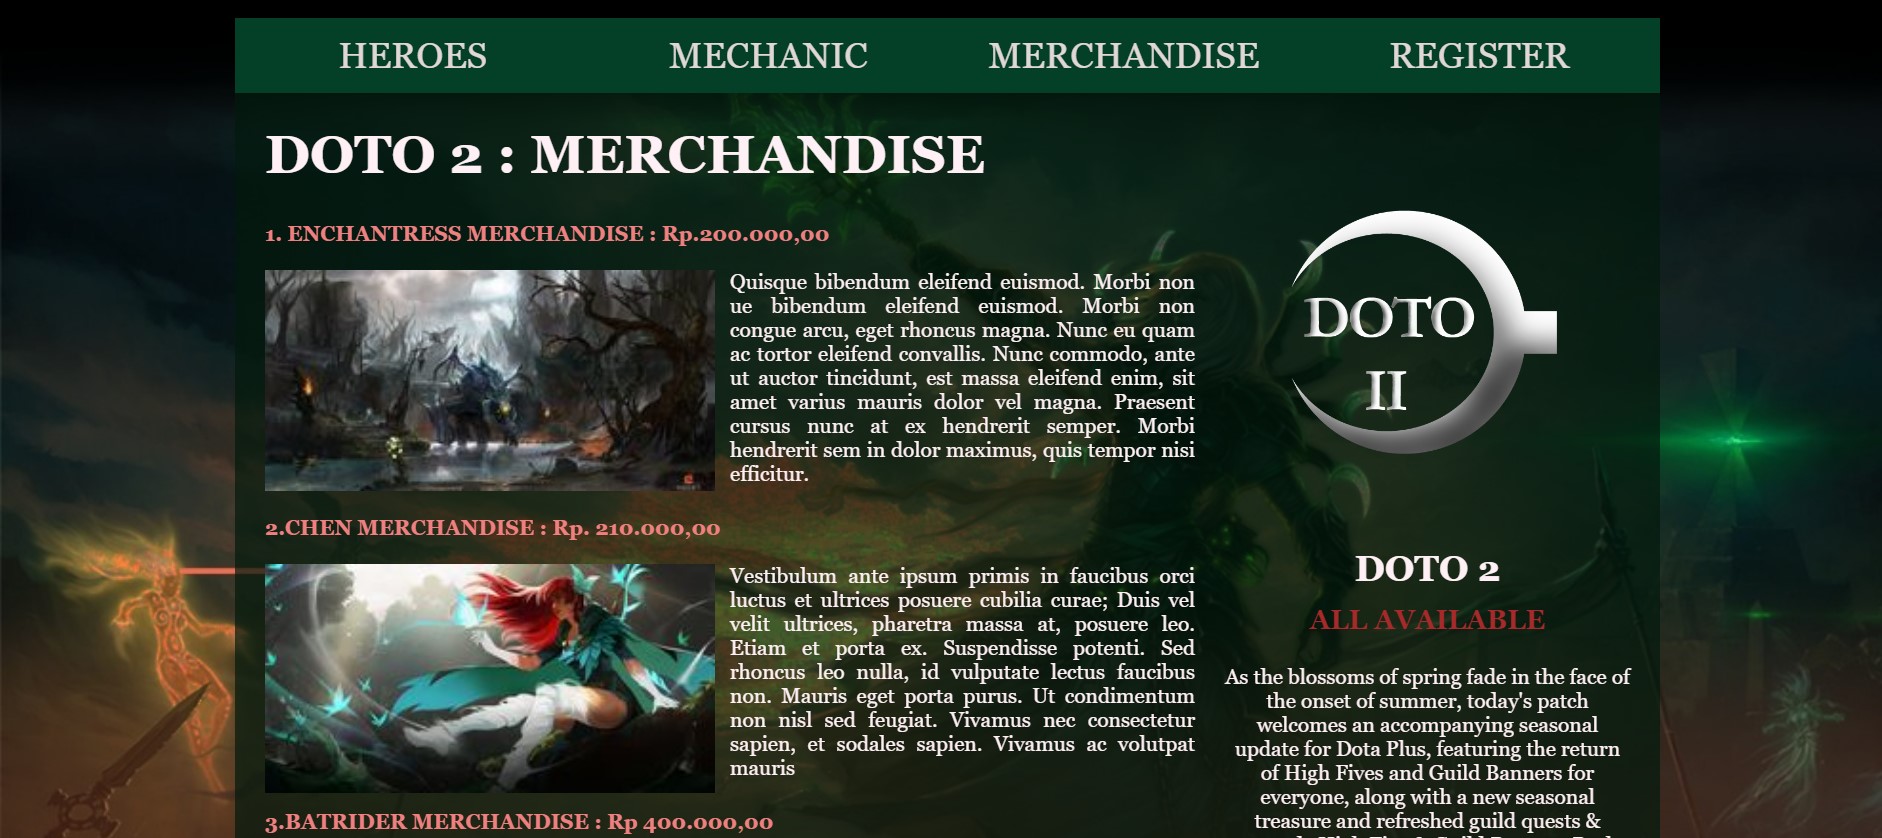 HEROES
MECHANIC
MERCHANDISE
REGISTER
DOTO 2 : MERCHANDISE
1. ENCHANTRESS MERCHANDISE : Rp.200.000,00
Quisque bibendum eleifend euismod. Morbi non
ue bibendum eleifend euismod. Morbi non
congue arcu, eget rhoncus magna. Nunc eu quam
ac tortor eleifend convallis. Nunc commodo, ante
ut auctor tincidunt, est massa eleifend enim, sit
amet varius mauris dolor vel magna. Praesent
cursus nunc at ex hendrerit semper. Morbi
hendrerit sem in dolor maximus, quis tempor nisi
efficitur.
2.CHEN MERCHANDISE : Rp. 210.000,00
Vestibulum ante ipsum primis in faucibus orci
luctus et ultrices posuere cubilia curae; Duis vel
velit ultrices, pharetra massa at, posuere leo.
Etiam et porta ex. Suspendisse potenti. Sed
rhoncus leo nulla, id vulputate lectus faucibus
non. Mauris eget porta purus. Ut condimentum
non nisl sed feugiat. Vivamus nec consectetur
sapien, et sodales sapien. Vivamus ac volutpat
mauris
3.BATRIDER MERCHANDISE : Rp 400.000,00
DOTO
II
DOTO 2
ALL AVAILABLE
As the blossoms of spring fade in the face of
the onset of summer, today's patch
welcomes an accompanying seasonal
update for Dota Plus, featuring the return
of High Fives and Guild Banners for
everyone, along with a new seasonal
treasure and refreshed guild quests &